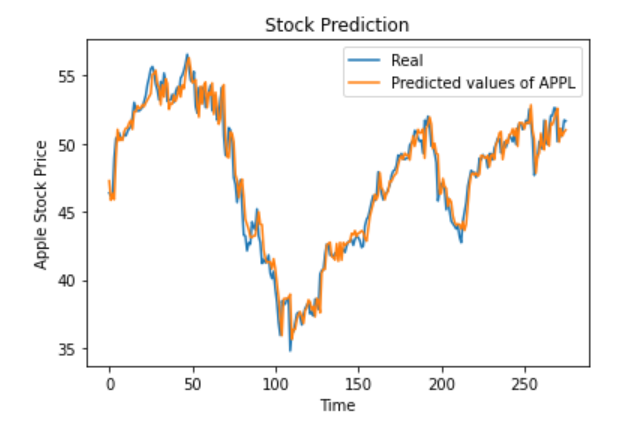 Stock Prediction
Real
Predicted values of APPL
Apple Stock Price
55
50
45
40
35
0 50 100 150 200 250
Time